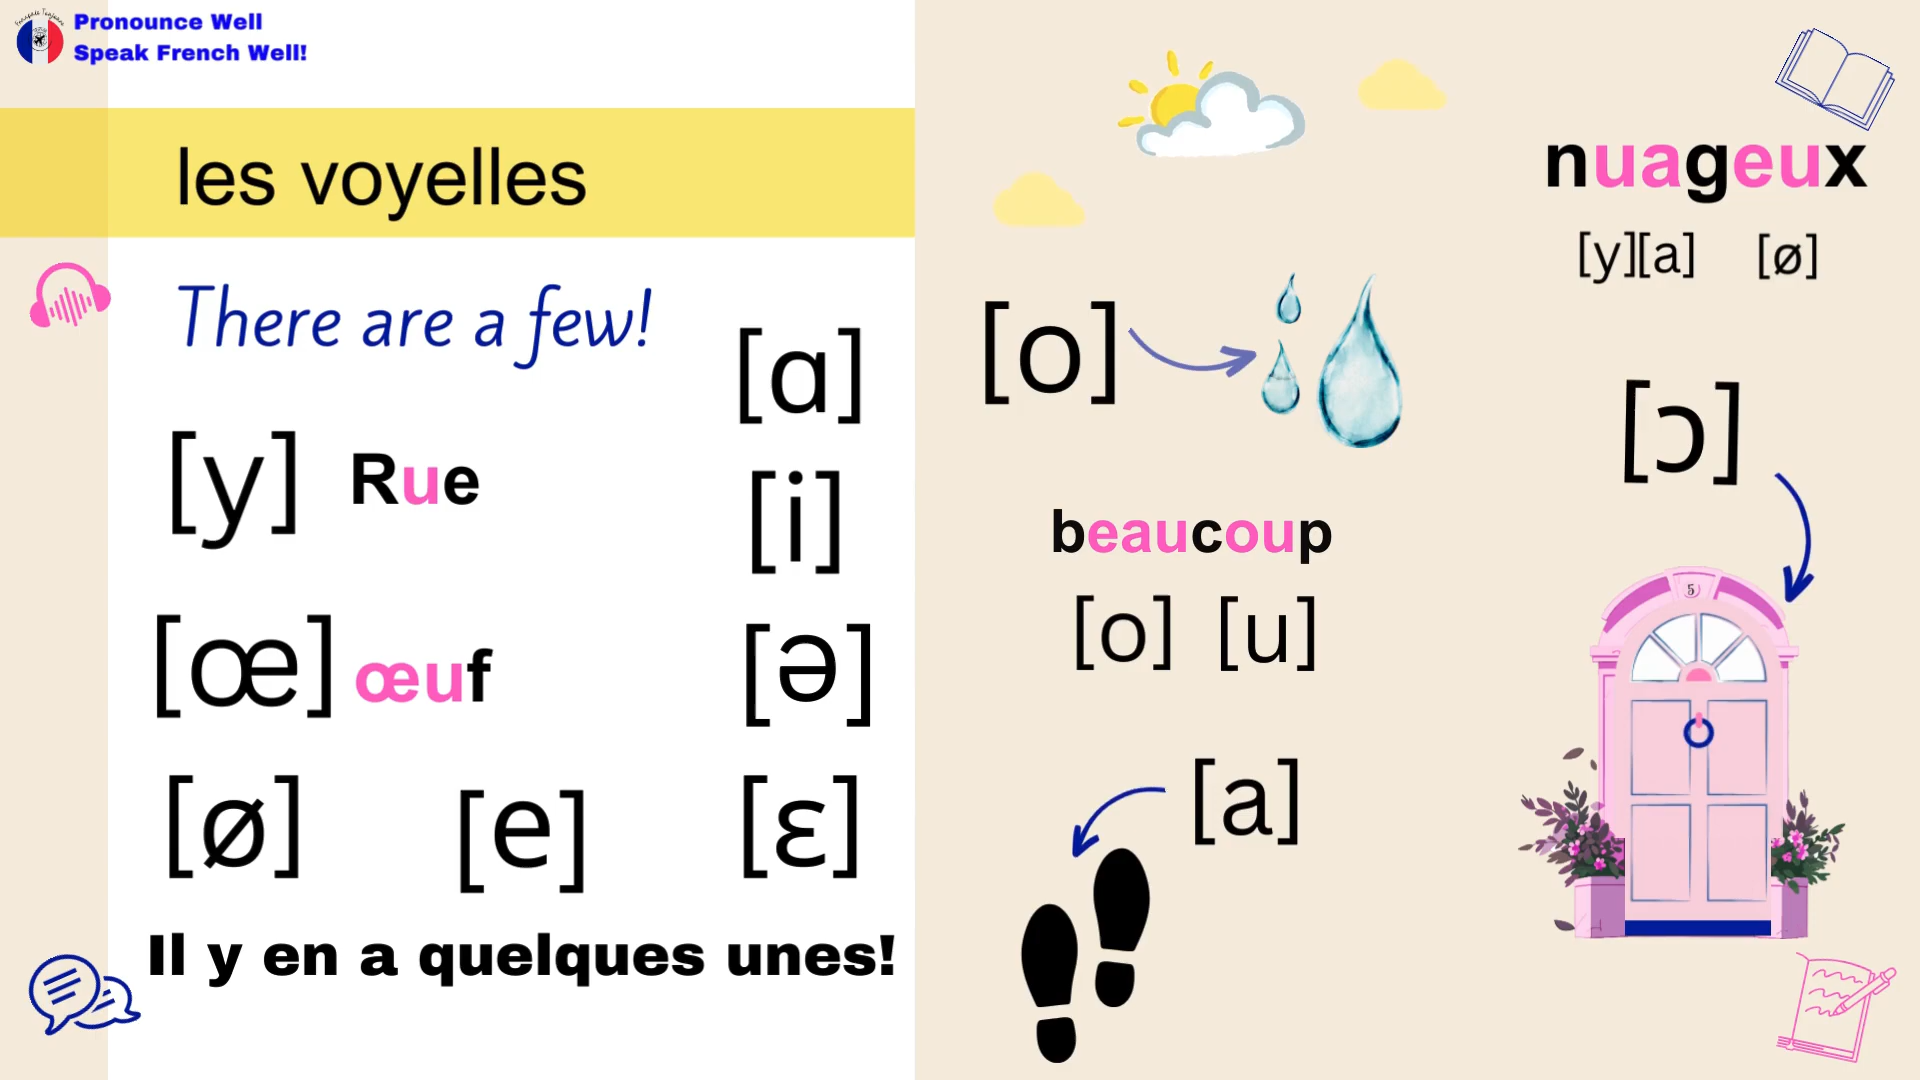 Pronounce Well
Speak French Well!
les voyelles
There are a few!
[ɑ]
[y] Rue
[i]
[œ] œuf
[ə]
[ø] [e] [ɛ]
Il y en a quelques unes!
nuageux
[y][a] [ø]
[o]
[ɔ]
beaucoup
[o] [u]
5
[a]